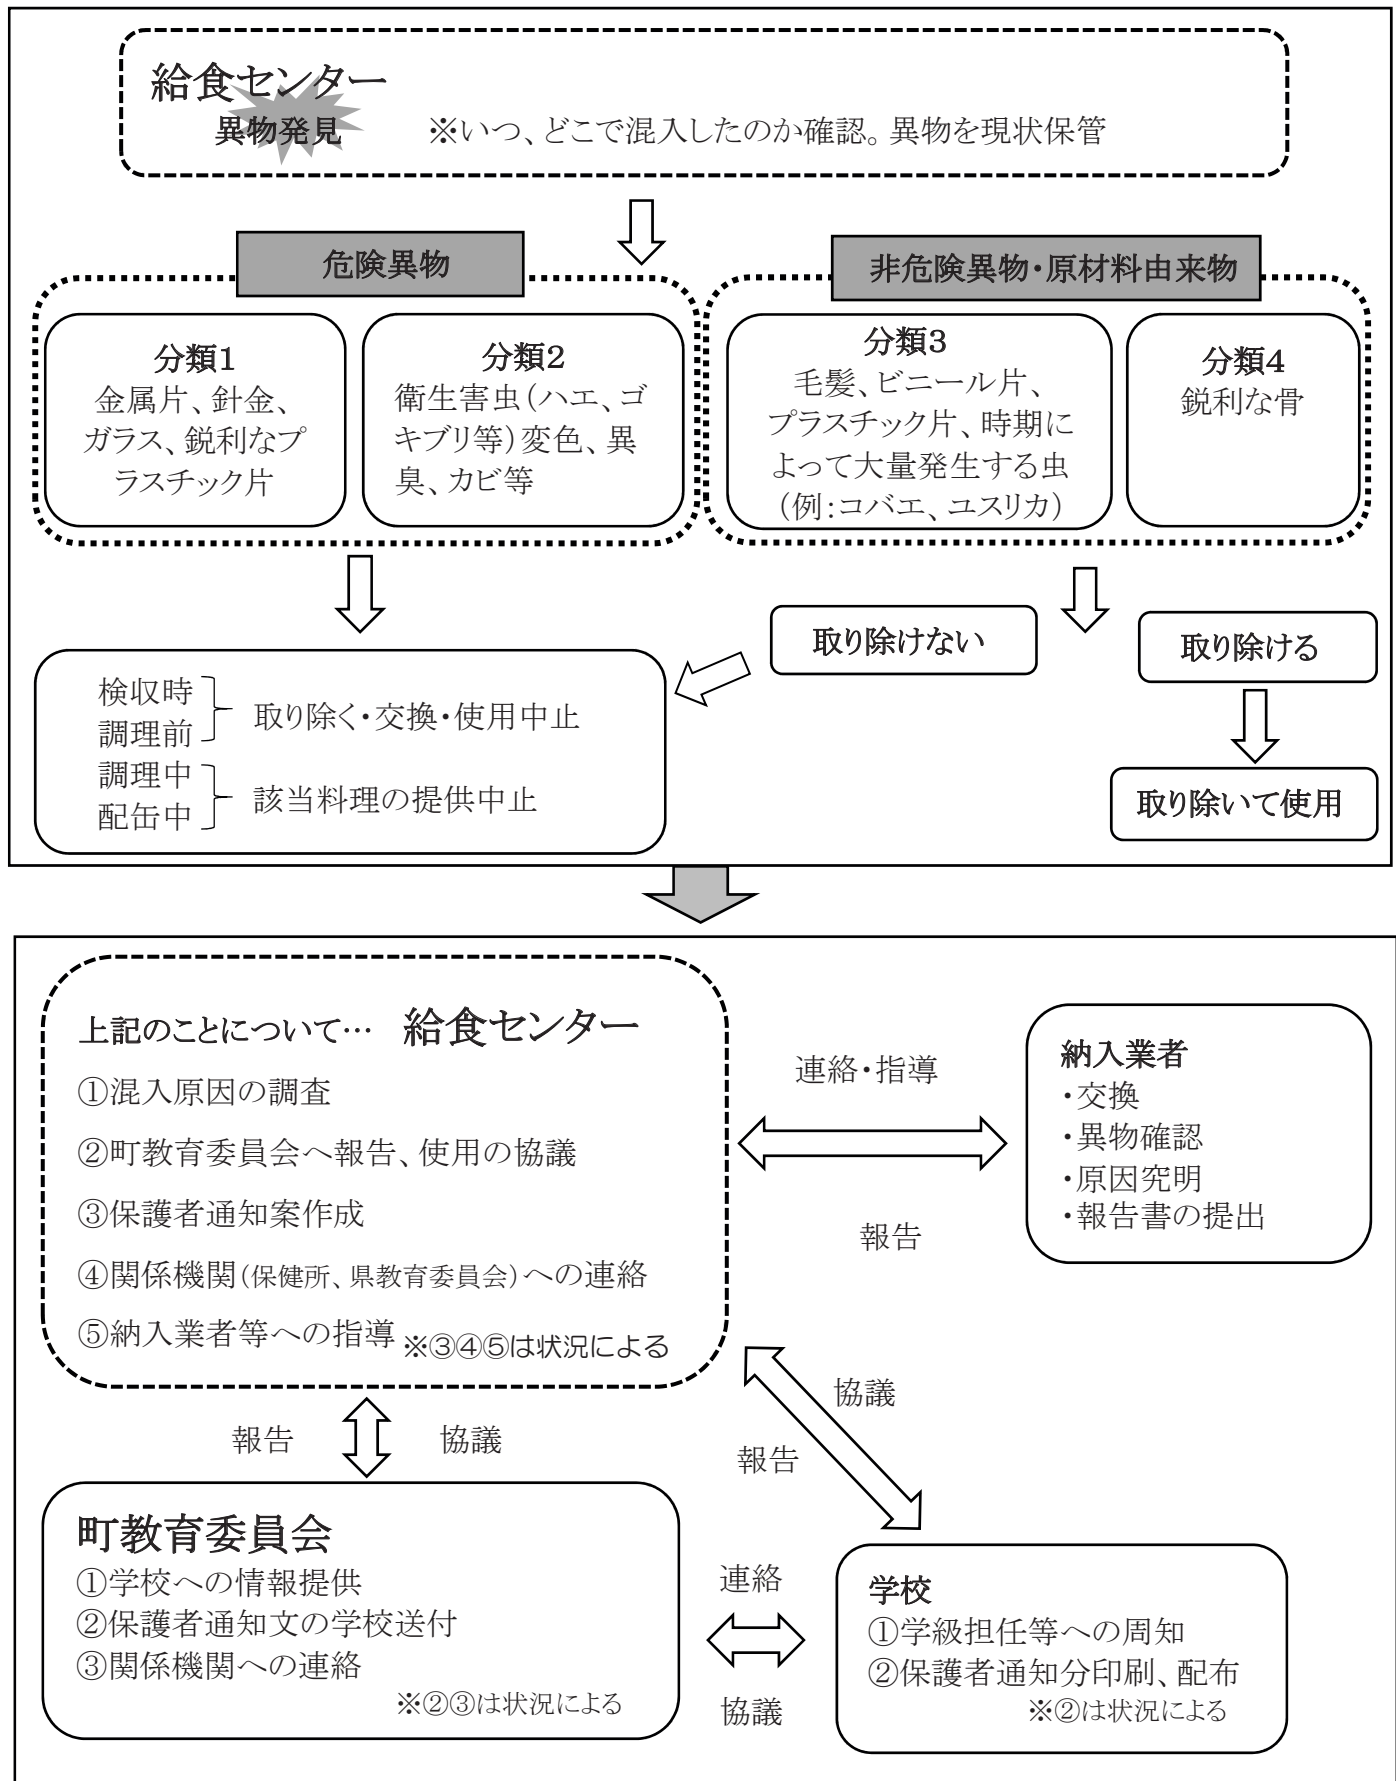 給食センター
異物発見 ※いつ、どこで混入したのか確認。異物を現状保管
危険異物
非危険異物・原材料由来物
分類1
金属片、針金、
ガラス、鋭利なプ
ラスチック片
分類2
衛生害虫(ハエ、ゴ
キブリ等)変色、異
臭、カビ等
分類3
毛髪、ビニール片、
プラスチック片、時期に
よって大量発生する虫
(例:コバエ、ユスリカ)
分類4
鋭利な骨
取り除けない
取り除ける
取り除いて使用
検収時
調理前
取り除く・交換・使用中止
調理中
配缶中
該当料理の提供中止
上記のことについて… 給食センター
①混入原因の調査
②町教育委員会へ報告、使用の協議
③保護者通知案作成
④関係機関(保健所、県教育委員会)への連絡
⑤納入業者等への指導 ※③④⑤は状況による
連絡・指導
報告
納入業者
・交換
・異物確認
・原因究明
・報告書の提出
報告 協議
協議
報告
町教育委員会
①学校への情報提供
②保護者通知文の学校送付
③関係機関への連絡
※②③は状況による
連絡
協議
学校
①学級担任等への周知
②保護者通知分印刷、配布
※②は状況による